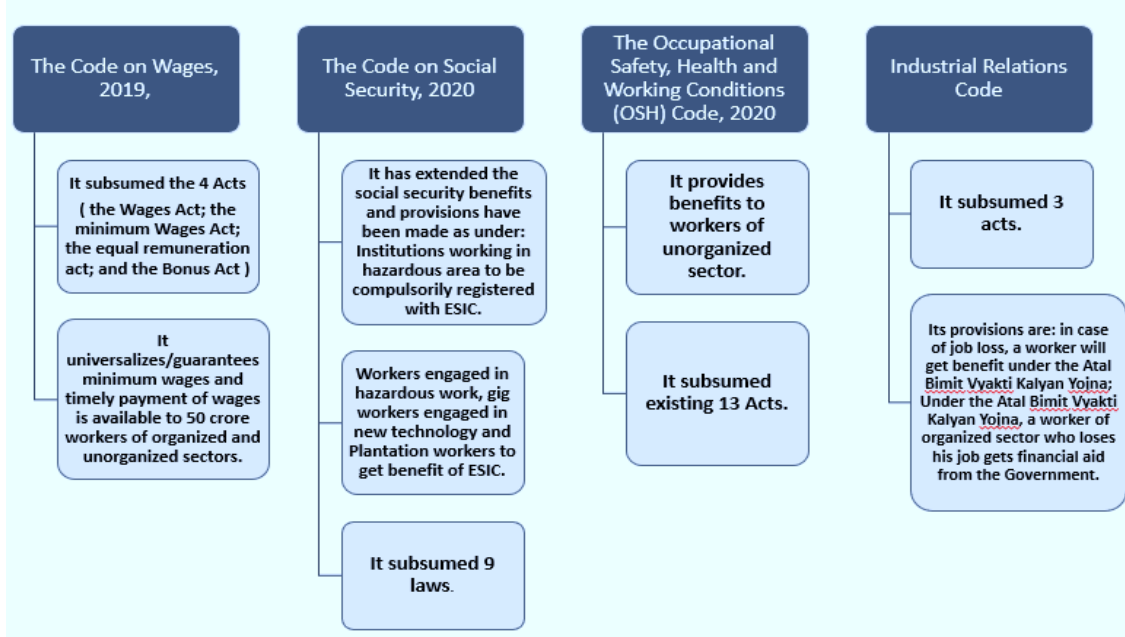 The Code on Wages,
2019,
It subsumed the 4 Acts
( the Wages Act; the
minimum Wages Act;
the equal remuneration
act; and the Bonus Act )
It
universalizes/guarantees
minimum wages and
timely payment of wages
is available to 50 crore
workers of organized and
unorganized sectors.
The Code on Social
Security, 2020
It has extended the
social security benefits
and provisions have
been made as under:
Institutions working in
hazardous area to be
compulsorily registered
with ESIC.
Workers engaged in
hazardous work, gig
workers engaged in
new technology and
Plantation workers to
get benefit of ESIC.
It subsumed 9
laws.
The Occupational
Safety, Health and
Working Conditions
(OSH) Code, 2020
It provides
benefits to
workers of
unorganized
sector.
It subsumed
existing 13 Acts.
Industrial Relations
Code
It subsumed 3
acts.
Its provisions are: in case
of job loss, a worker will
get benefit under the Atal
Bimit Vyakti Kalyan Yojna;
Under the Atal Bimit Vyakti
Kalyan Yojna, a worker of
organized sector who loses
his job gets financial aid
from the Government.